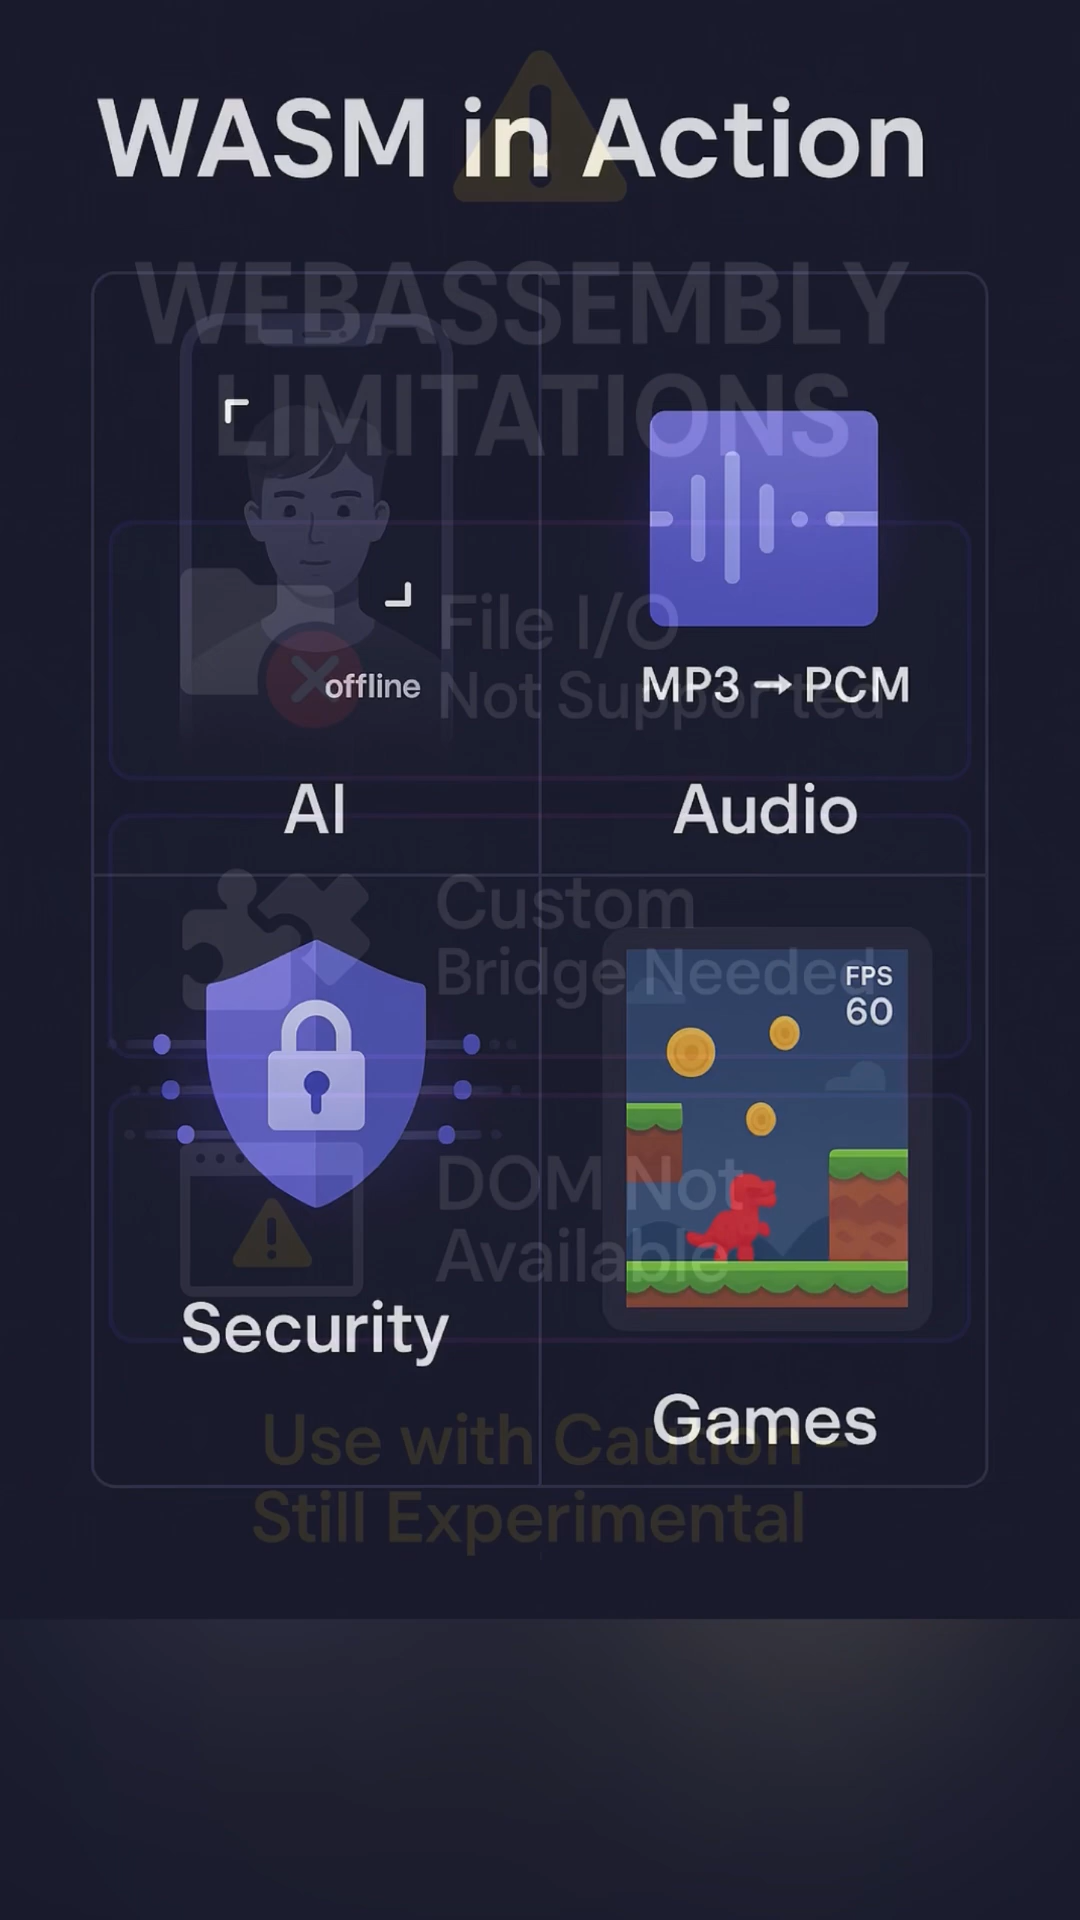 WASM in Action
WEBASSEMBLY
LIMITATIONS
offline
MP3 → PCM
AI
Audio
File I/O
Not Supported
Custom
Bridge Needed
FPS
60
Security
Games
DOM Not
Available
Use with Caution –
Still Experimental